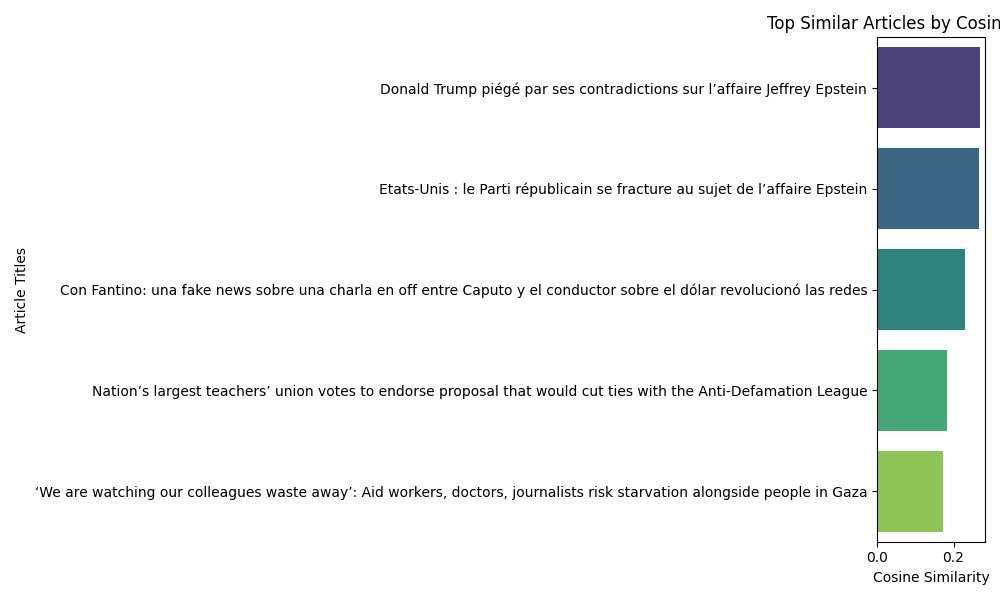 Top Similar Articles by Cosin
Article Titles
Donald Trump piégé par ses contradictions sur l’affaire Jeffrey Epstein
Etats-Unis : le Parti républicain se fracture au sujet de l’affaire Epstein
Con Fantino: una fake news sobre una charla en off entre Caputo y el conductor sobre el dólar revolucionó las redes
Nation’s largest teachers’ union votes to endorse proposal that would cut ties with the Anti-Defamation League
‘We are watching our colleagues waste away’: Aid workers, doctors, journalists risk starvation alongside people in Gaza
0.0 0.2
Cosine Similarity